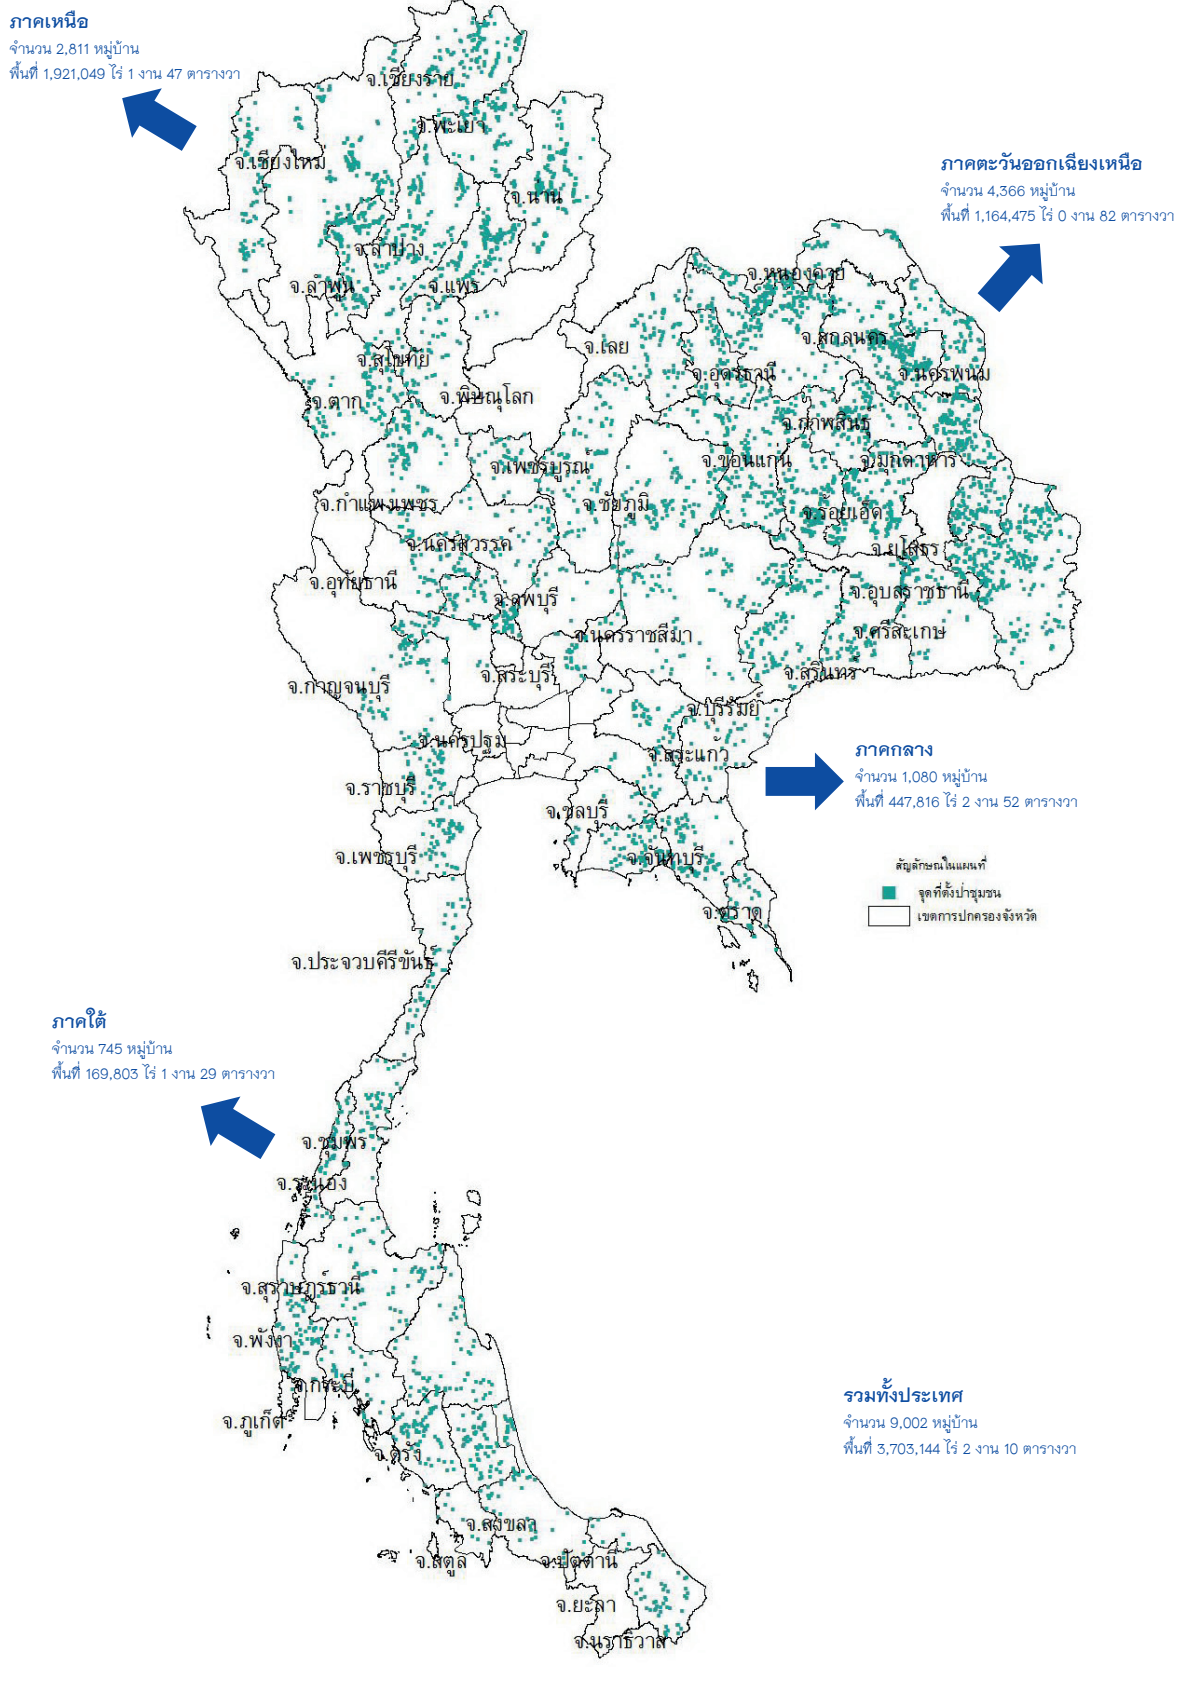 ภาคเหนือ
จำนวน 2,811 หมู่บ้าน
พื้นที่ 1,921,049 ไร่ 1 งาน 47 ตารางวา
จ.เชียงราย
จ.พะเยา
จ.เชียงใหม่
จ.น่าน
จ.ลำปาง
จ.ลำพูน
จ.แพร่
ภาคตะวันออกเฉียงเหนือ
จำนวน 4,366 หมู่บ้าน
พื้นที่ 1,164,475 ไร่ 0 งาน 82 ตารางวา
จ.หนองคาย
จ.สกลนคร
จ.เลย
จ.สุโขทัย
จ.อุดรธานี
จ.นครพนม
จ.ตาก
จ.พิษณุโลก
จ.กาฬสินธุ์
จ.เพชรบูรณ์
จ.ขอนแก่น
จ.มุกดาหาร
จ.กำแพงเพชร
จ.ชัยภูมิ
จ.ร้อยเอ็ด
จ.นครสวรรค์
จ.ยโสธร
จ.อุทัยธานี
จ.ลพบุรี
จ.อุบลราชธานี
จ.นครราชสีมา
จ.ศรีสะเกษ
จ.สระบุรี
จ.สุรินทร์
จ.กาญจนบุรี
จ.บุรีรัมย์
จ.นครปฐม
จ.สระแก้ว
ภาคกลาง
จำนวน 1,080 หมู่บ้าน
พื้นที่ 447,816 ไร่ 2 งาน 52 ตารางวา
จ.ราชบุรี
จ.ชลบุรี
จ.เพชรบุรี
จ.จันทบุรี
สัญลักษณ์ในแผนที่
จุดที่ตั้งป่าชุมชน
เขตการปกครองจังหวัด
จ.ตราด
จ.ประจวบคีรีขันธ์
ภาคใต้
จำนวน 745 หมู่บ้าน
พื้นที่ 169,803 ไร่ 1 งาน 29 ตารางวา
จ.ชุมพร
จ.ระนอง
จ.สุราษฎร์ธานี
จ.พังงา
จ.กระบี่
จ.ภูเก็ต
จ.ตรัง
รวมทั้งประเทศ
จำนวน 9,002 หมู่บ้าน
พื้นที่ 3,703,144 ไร่ 2 งาน 10 ตารางวา
จ.สงขลา
จ.สตูล
จ.ปัตตานี
จ.ยะลา
จ.นราธิวาส